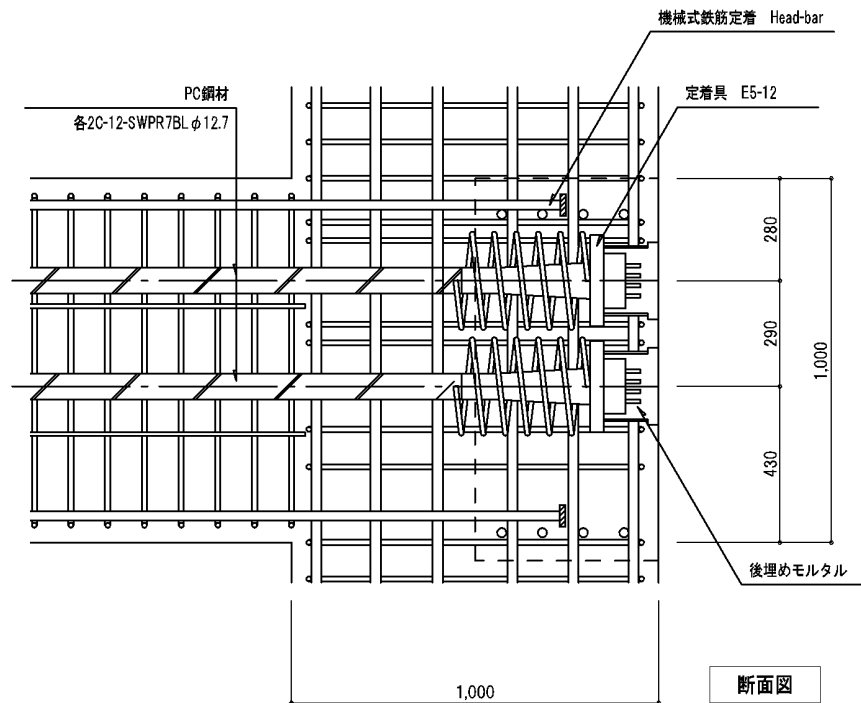 機械式鉄筋定着 Head-bar
PC鋼材
各2C-12-SWPR7BLφ12.7
定着具 E5-12
280
290
1,000
430
後埋めモルタル
1,000
断面図